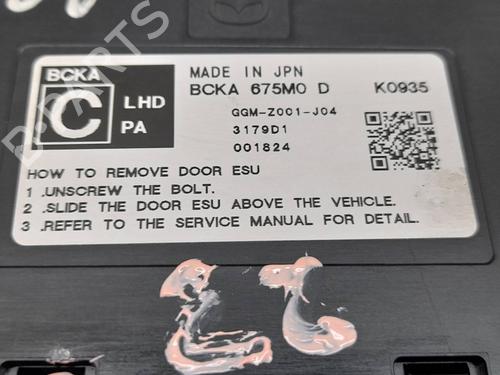 B-PARTS
BCKA
C
LHD
PA
MADE IN JPN
BCKA 675M0 D
K0935
GGM-Z001-J04
3179D1
001824
HOW TO REMOVE DOOR ESU
1 .UNSCREW THE BOLT.
2 .SLIDE THE DOOR ESU ABOVE THE VEHICLE.
3 .REFER TO THE SERVICE MANUAL FOR DETAIL.